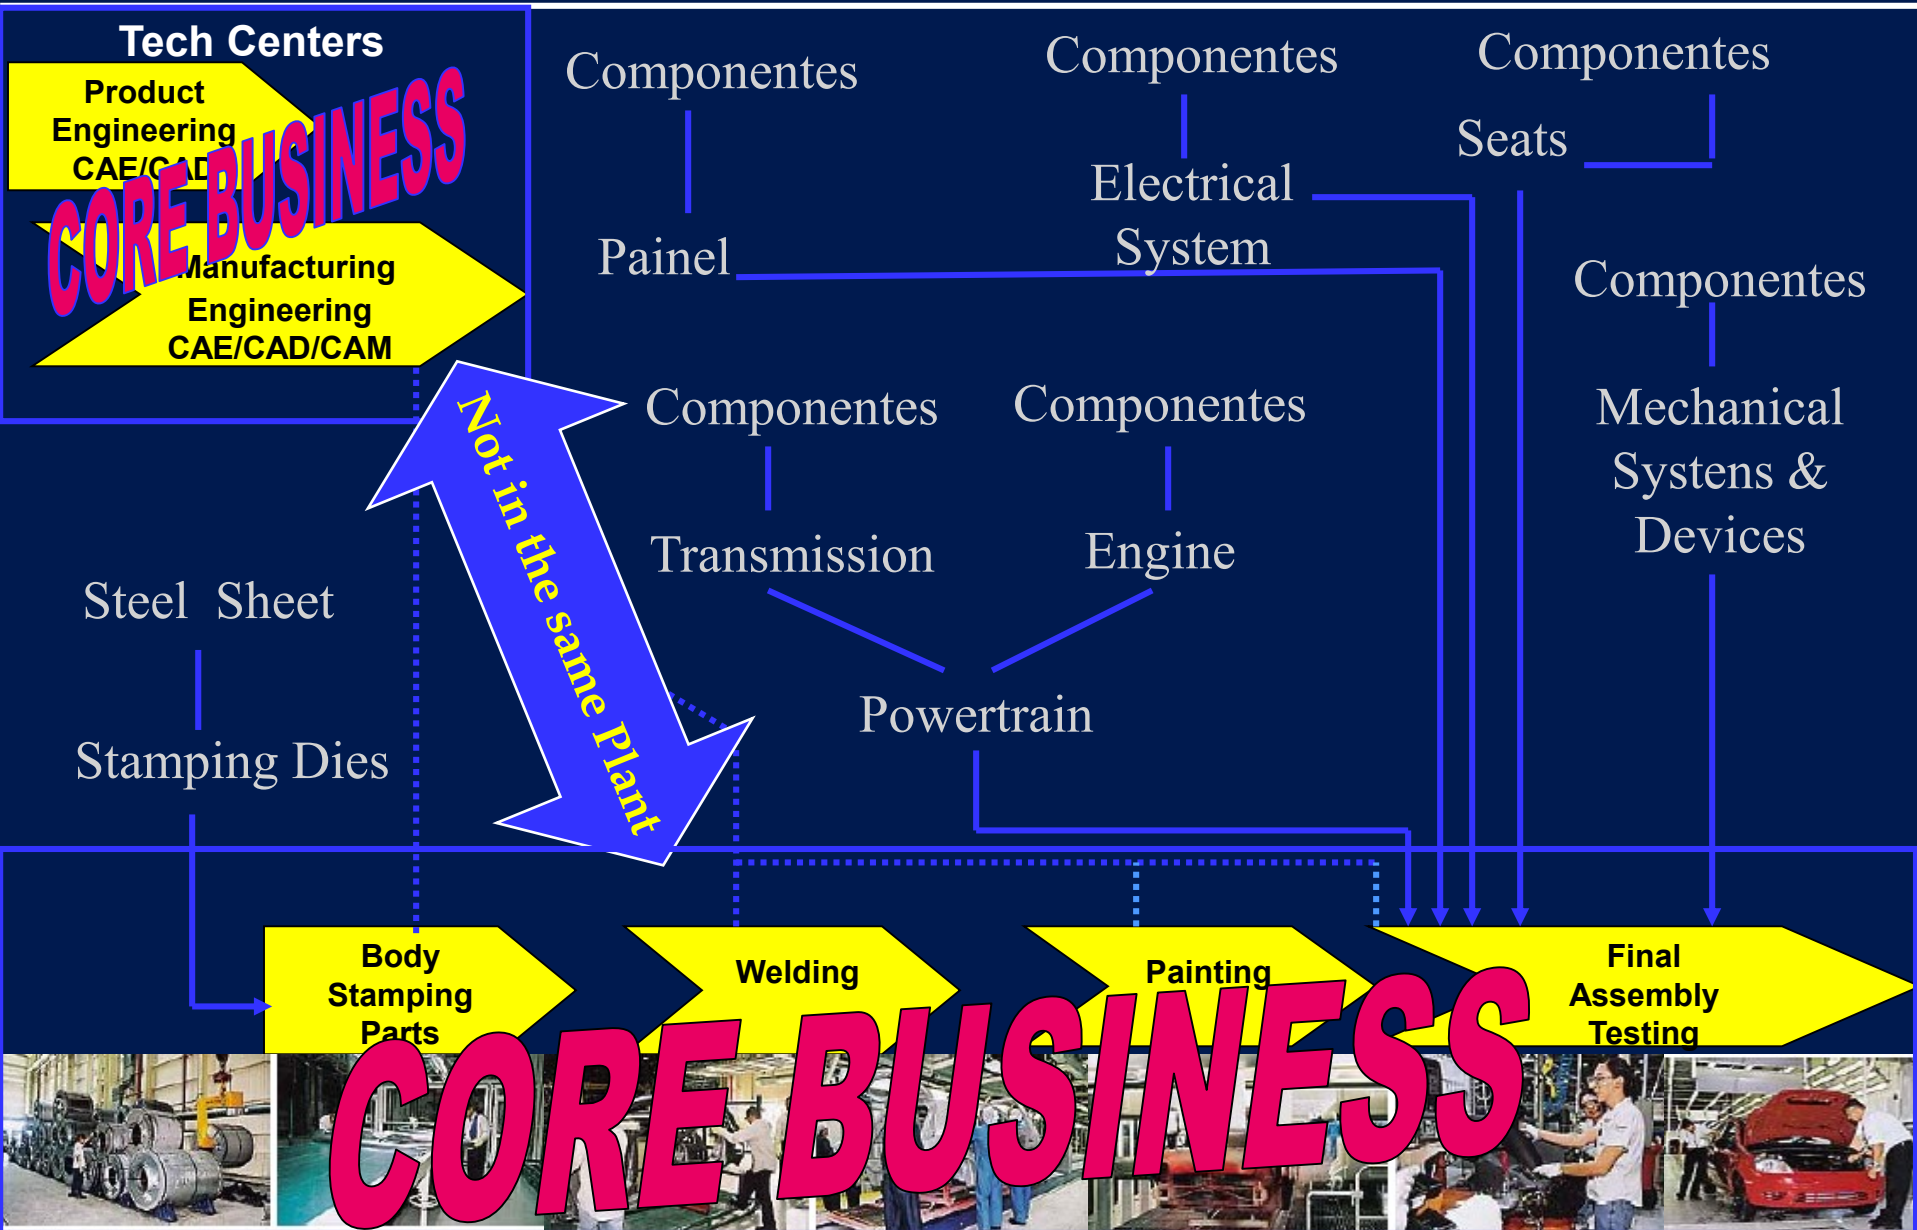 Tech Centers
Product
Engineering
CAE/CAD
CORE BUSINESS
Manufacturing
Engineering
CAE/CAD/CAM
Componentes
Painel
Componentes
Electrical
System
Componentes
Seats
Componentes
Mechanical
Systens &
Devices
Componentes
Transmission
Componentes
Engine
Powertrain
Not in the same Plant
Steel Sheet
Stamping Dies
Body
Stamping
Parts
Welding
Painting
Final
Assembly
Testing
CORE BUSINESS